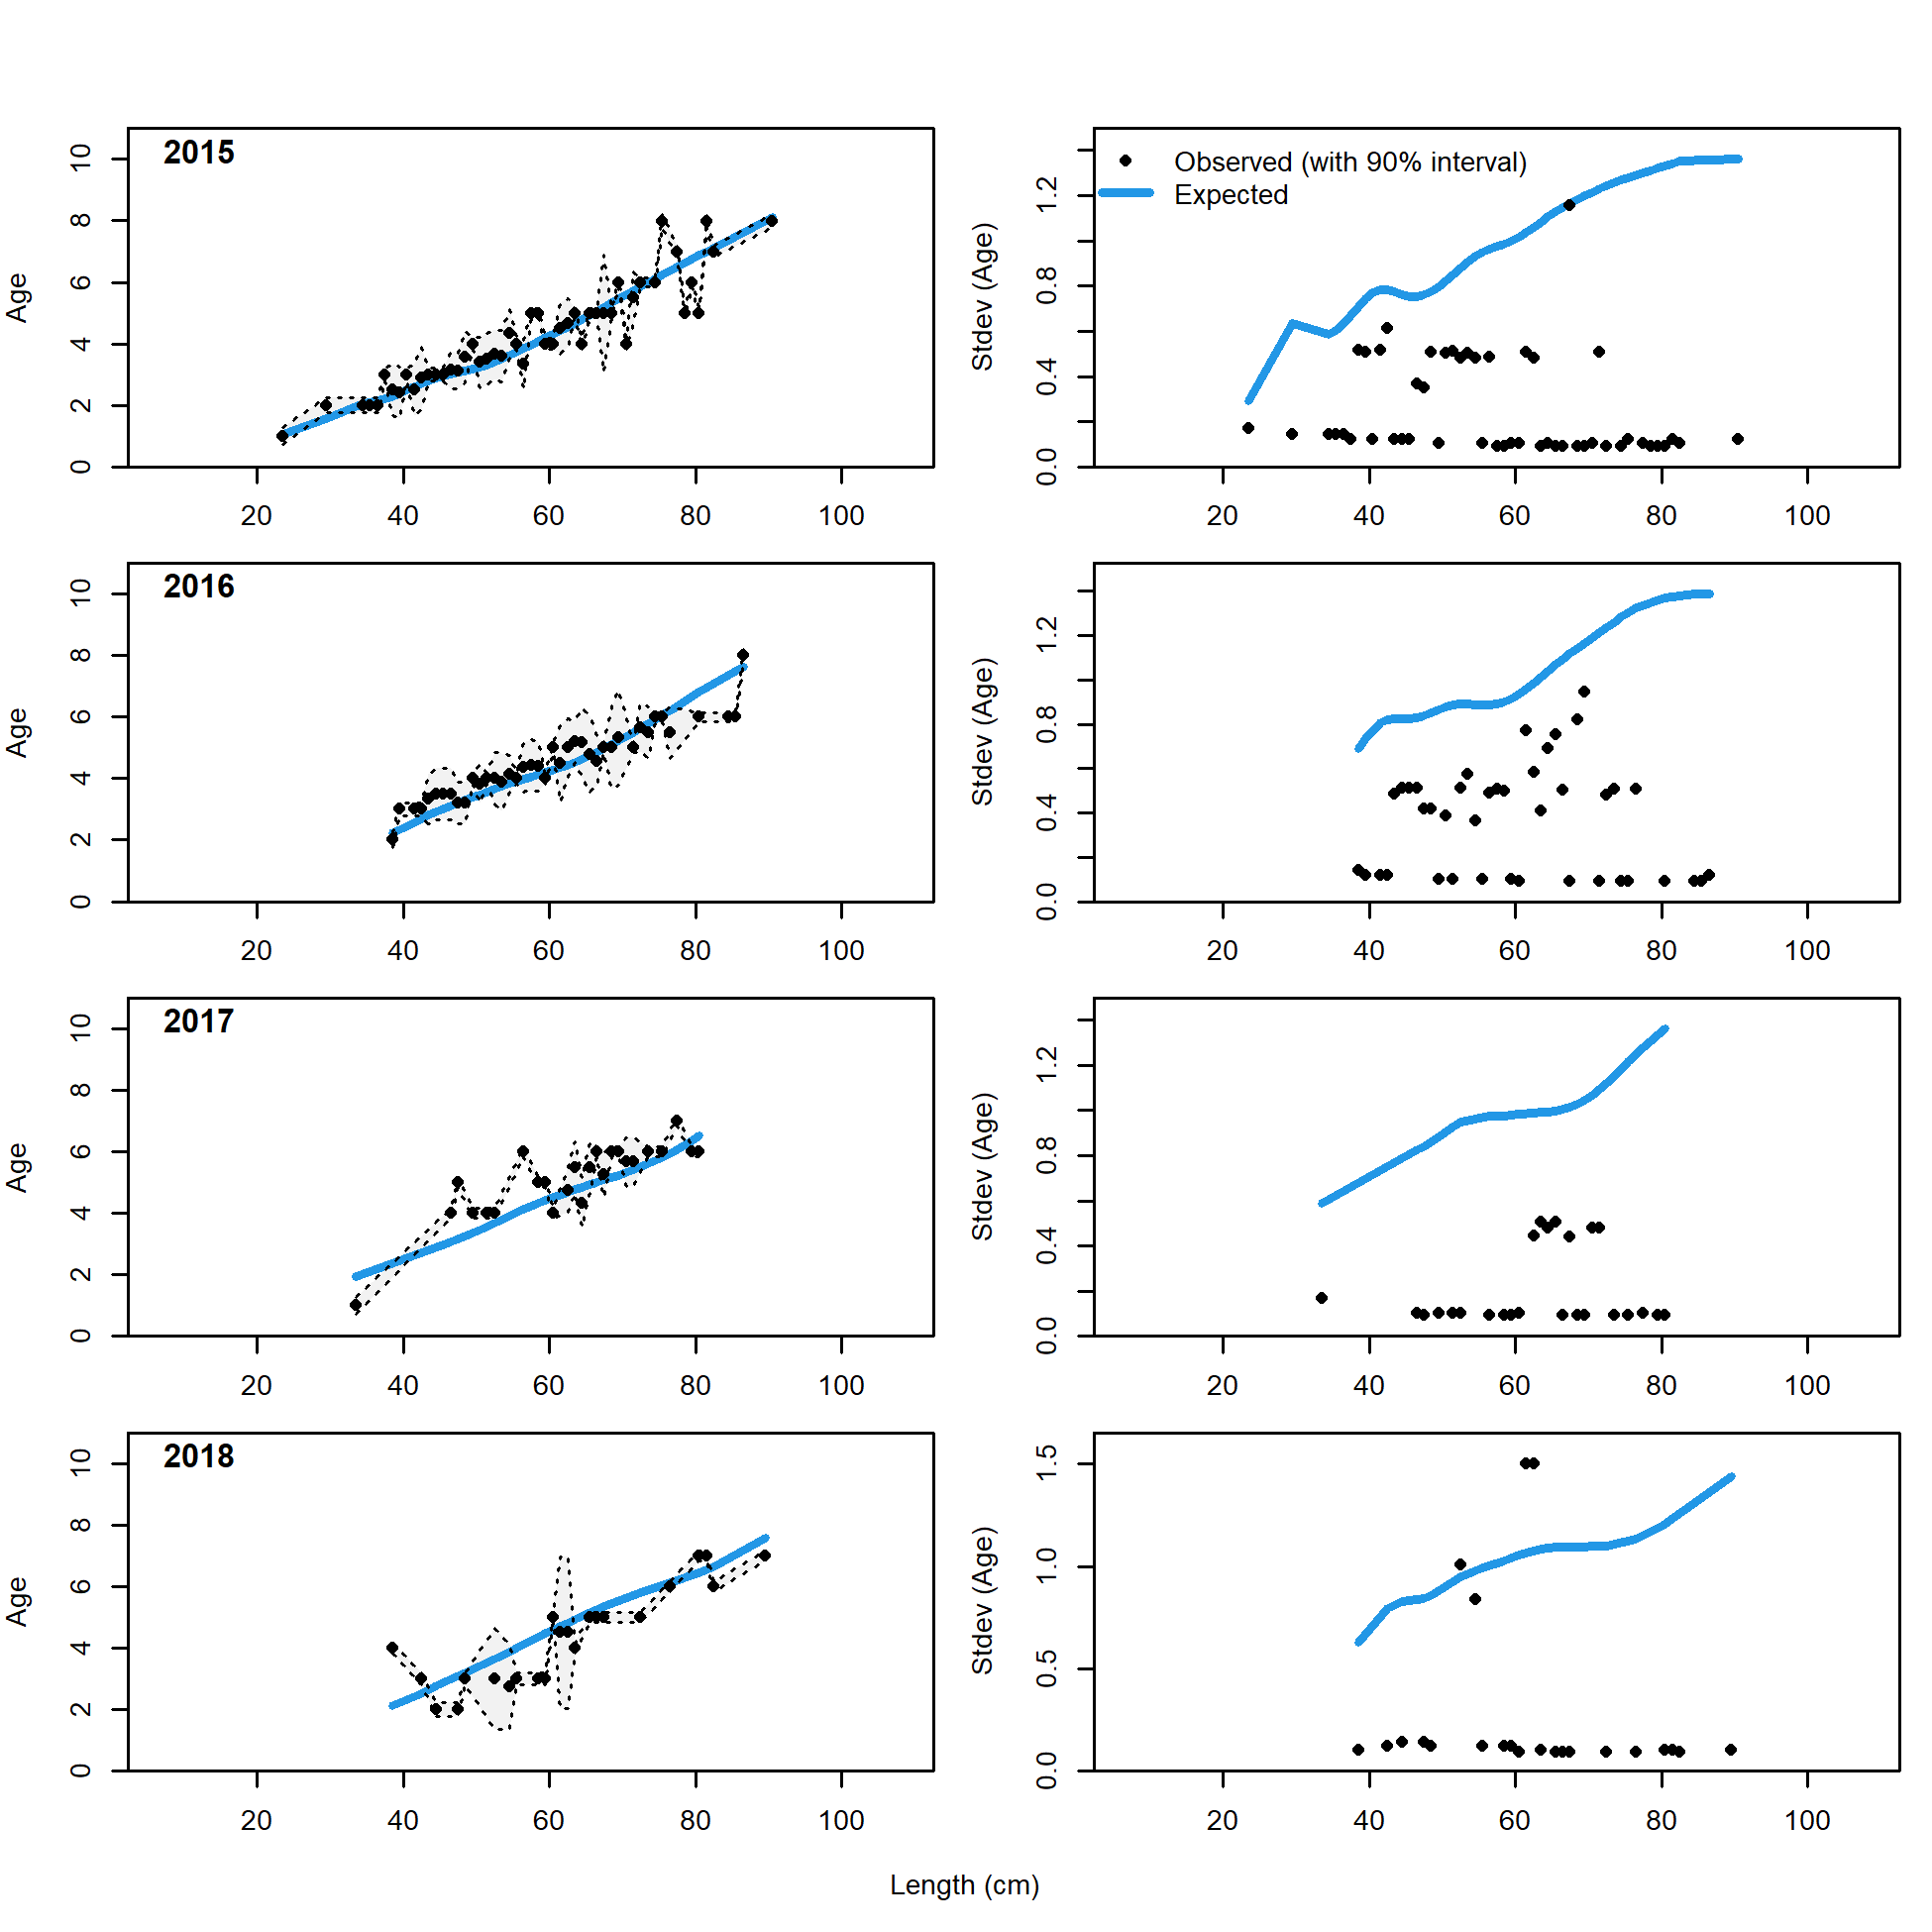 2015
Age
0 2 4 6 8 10
20 40 60 80 100
Observed (with 90% interval)
Expected
Stdev (Age)
0.0 0.4 0.8 1.2
20 40 60 80 100
2016
Age
0 2 4 6 8 10
20 40 60 80 100
Stdev (Age)
0.0 0.4 0.8 1.2
20 40 60 80 100
2017
Age
0 2 4 6 8 10
20 40 60 80 100
Stdev (Age)
0.0 0.4 0.8 1.2
20 40 60 80 100
2018
Age
0 2 4 6 8 10
20 40 60 80 100
Stdev (Age)
0.0 0.5 1.0 1.5
20 40 60 80 100
Length (cm)